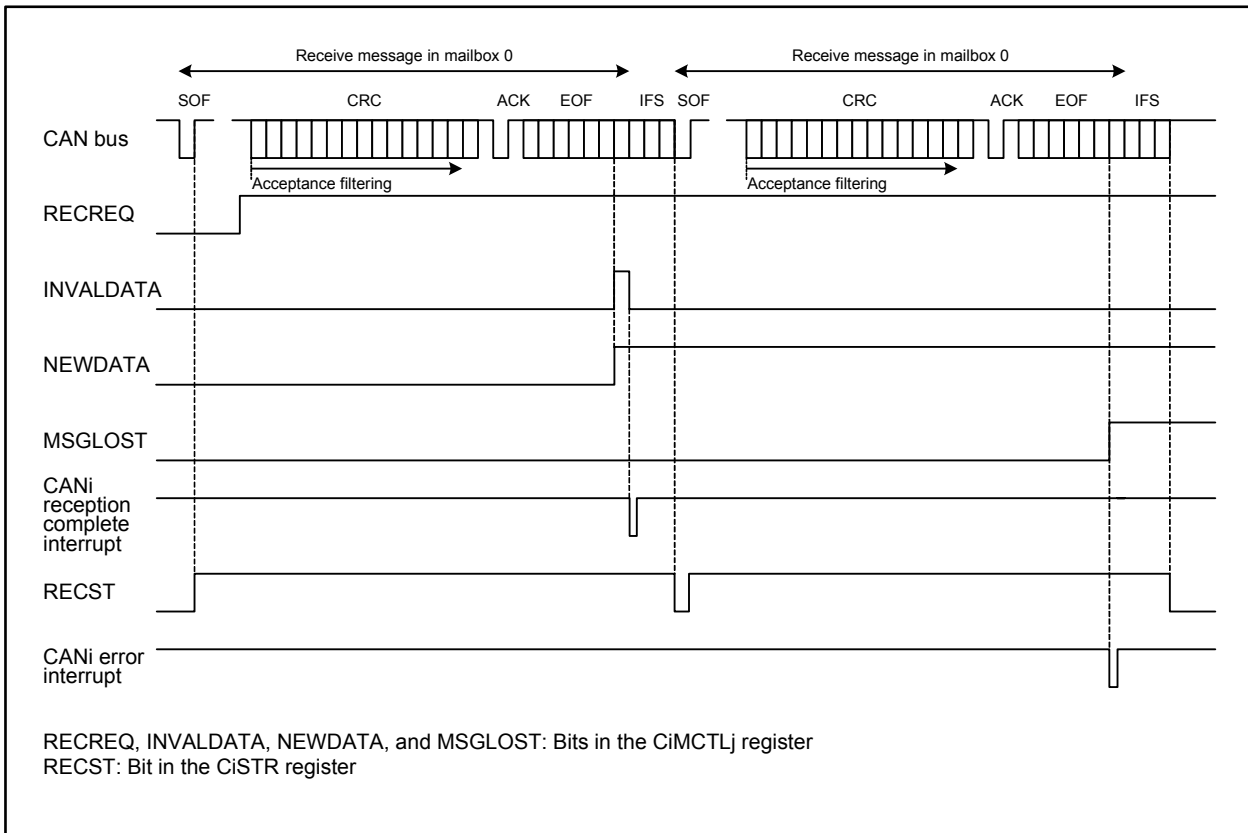 Receive message in mailbox 0 Receive message in mailbox 0
SOF CRC ACK EOF IFS SOF CRC ACK EOF IFS
CAN bus
Acceptance filtering Acceptance filtering
RECREQ
INVALDATA
NEWDATA
MSGLOST
CANi
reception
complete
interrupt
RECST
CANi error
interrupt
RECREQ, INVALDATA, NEWDATA, and MSGLOST: Bits in the CiMCTLj register
RECST: Bit in the CiSTR register